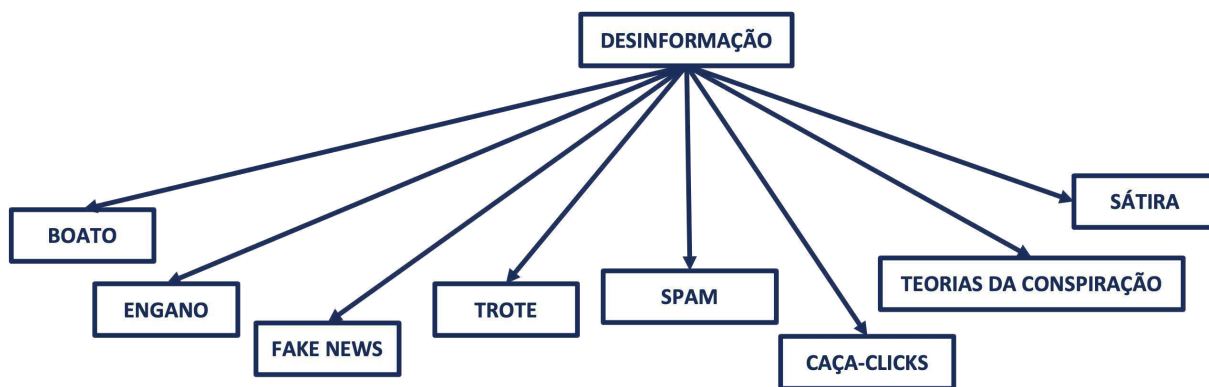 DESINFORMAÇÃO
BOATO
ENGANO
FAKE NEWS
TROTE
SPAM
CAÇA-CLICKS
TEORIAS DA CONSPIRAÇÃO
SÁTIRA